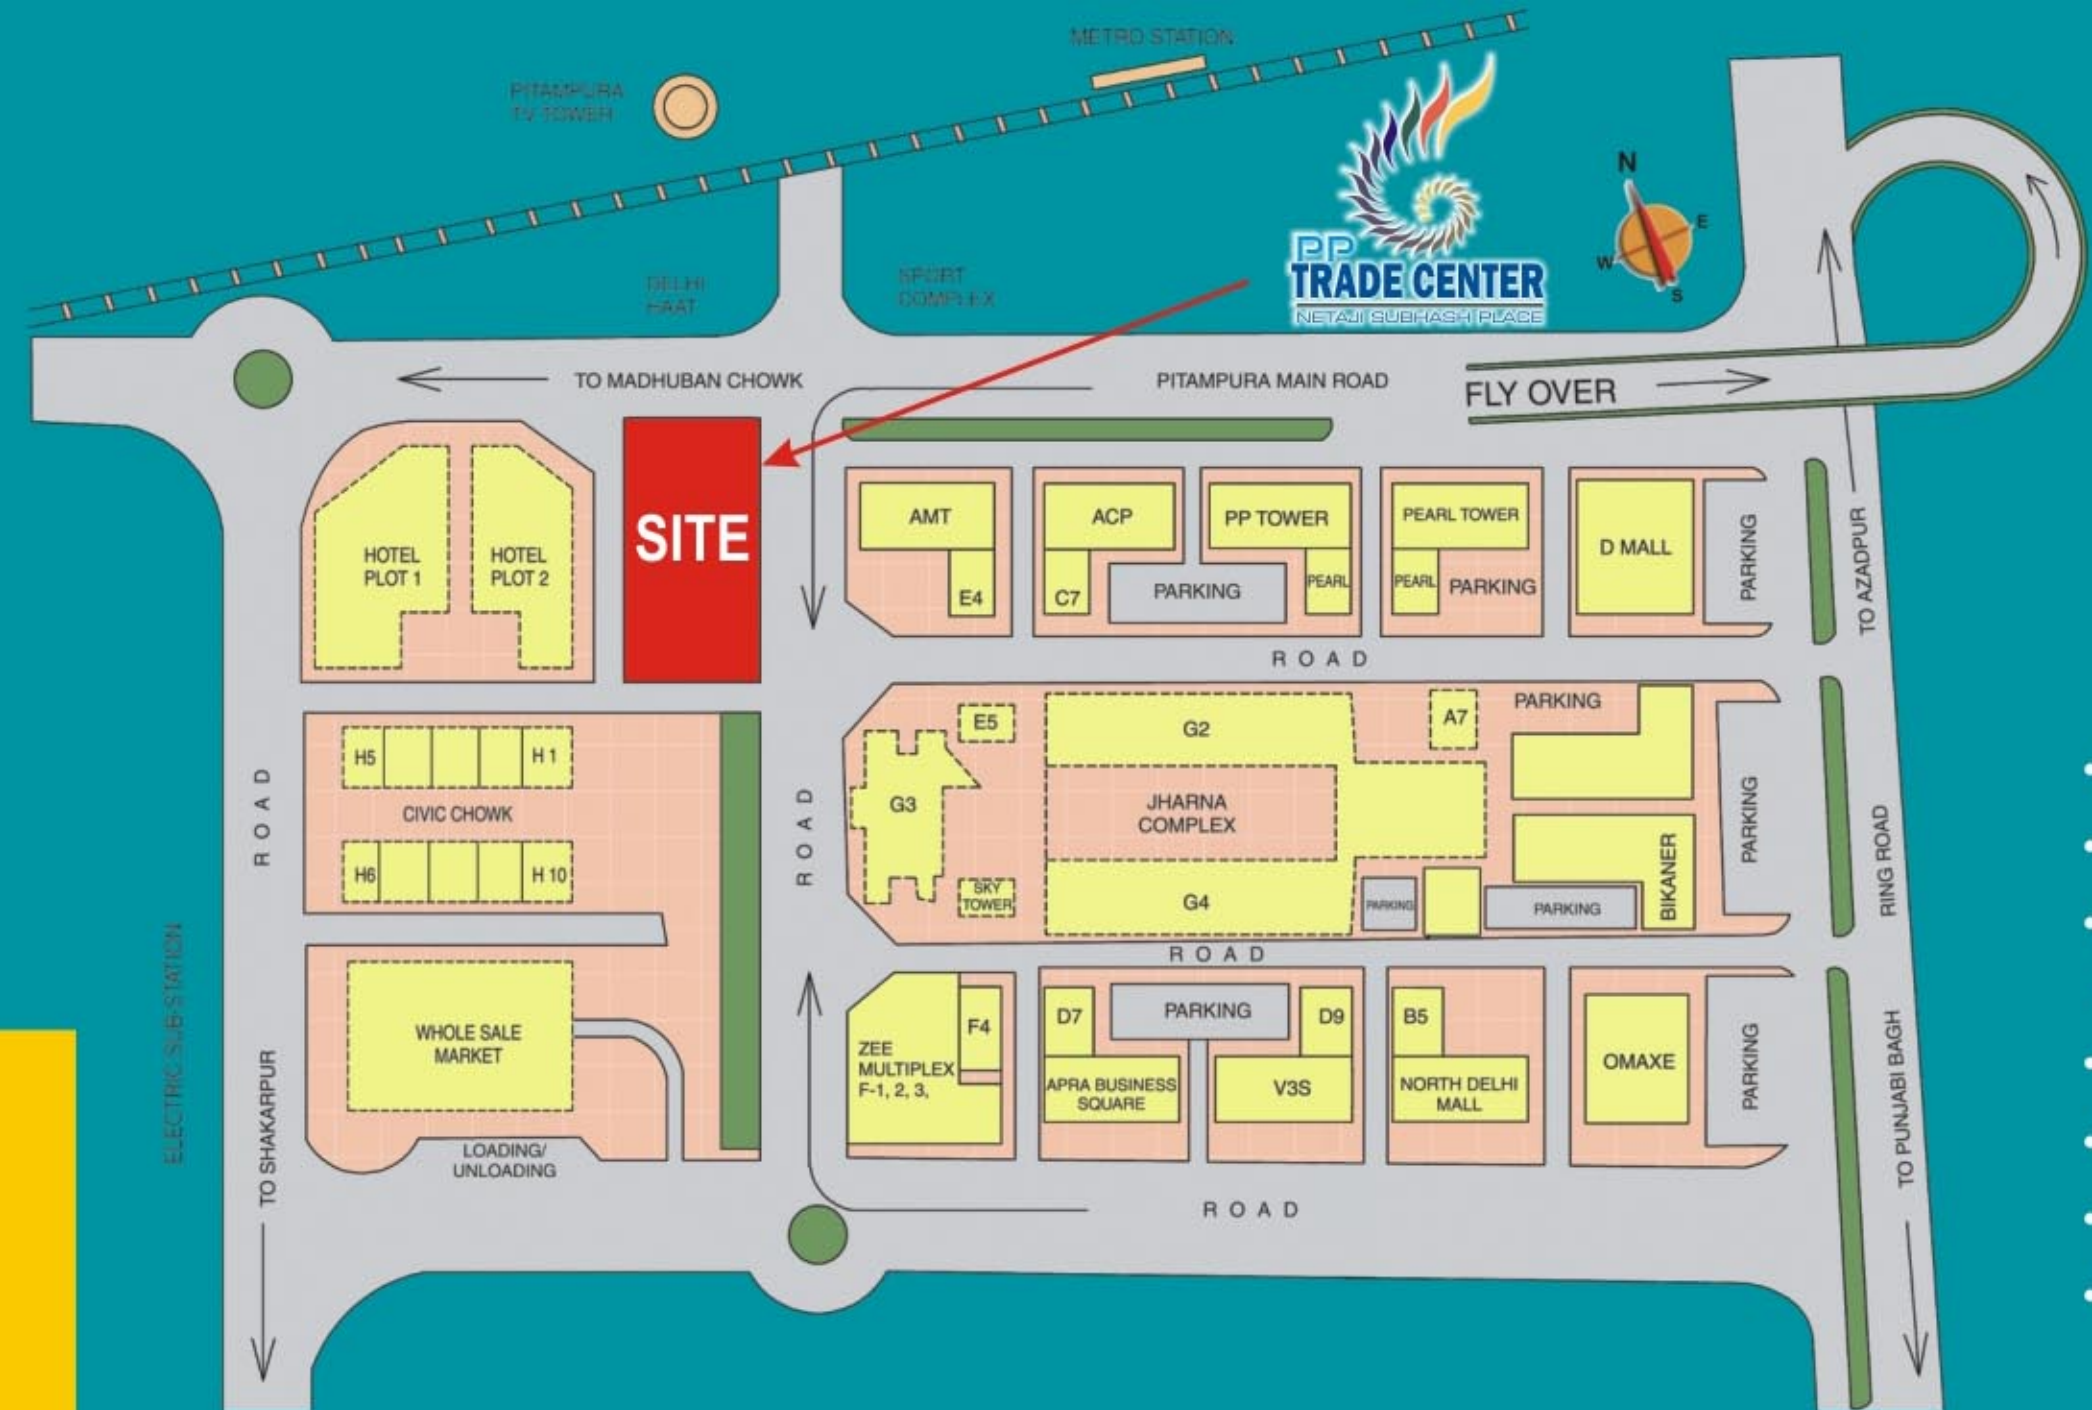 METRO STATION
PITAMPURA
TV TOWER
N
E
W
S
PP
TRADE CENTER
NETAJI SUBHASH PLACE
DELHI
HAAT
SPORT
COMPLEX
TO MADHUBAN CHOWK
PITAMPURA MAIN ROAD
FLY OVER
HOTEL
PLOT 1
HOTEL
PLOT 2
SITE
AMT
E4
ACP
C7
PARKING
PP TOWER
PEARL
PEARL TOWER
PEARL
PARKING
D MALL
PARKING
TO AZADPUR
ROAD
H5
H 1
CIVIC CHOWK
H6
H 10
ROAD
ROAD
E5
G3
SKY
TOWER
G2
JHARNA
COMPLEX
G4
A7
PARKING
PARKING
PARKING
BIKANER
PARKING
RING ROAD
ROAD
ELECTRIC SUB-STATION
TO SHAKARPUR
WHOLE SALE
MARKET
LOADING/
UNLOADING
ZEE
MULTIPLEX
F-1, 2, 3,
F4
D7
PARKING
D9
APRA BUSINESS
SQUARE
V3S
B5
NORTH DELHI
MALL
OMAXE
PARKING
TO PUNJABI BAGH
ROAD